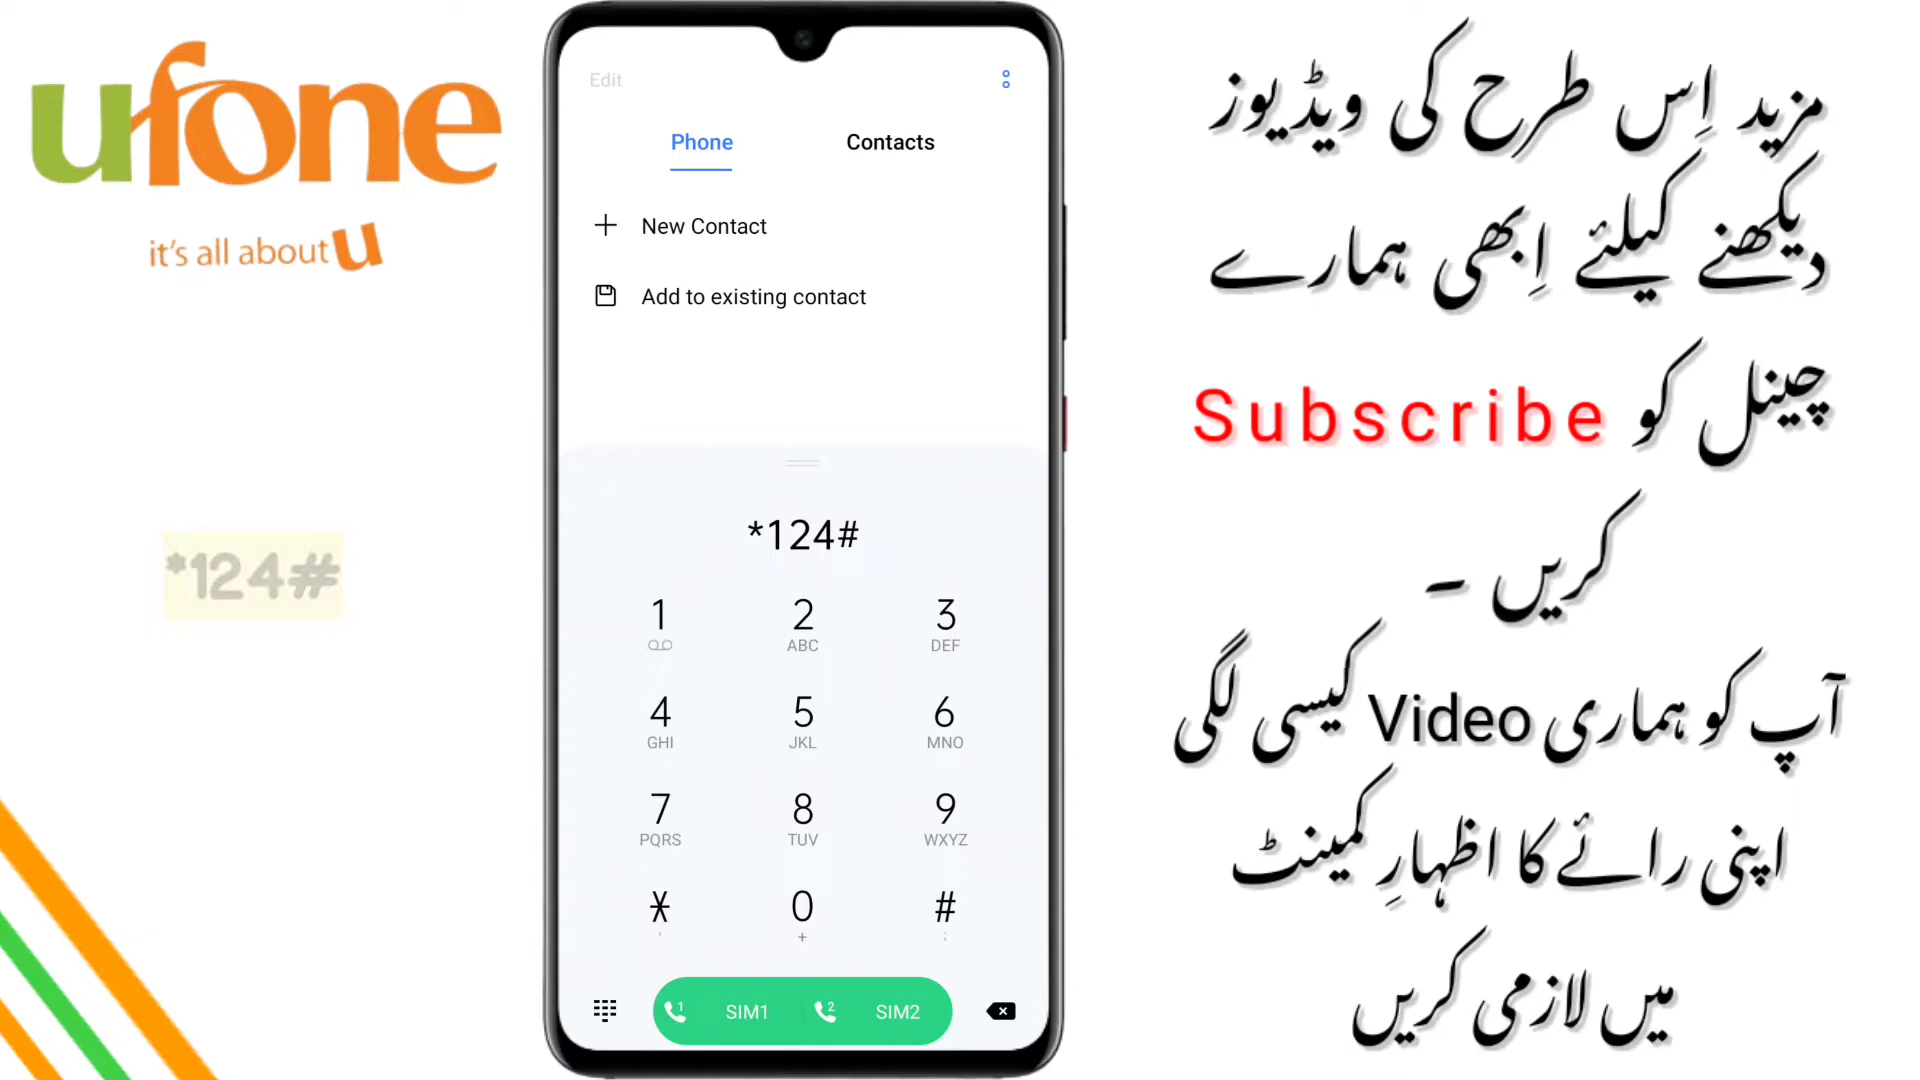 ufone
it's all about u
*124#
Edit
Phone
Contacts
New Contact
Add to existing contact
*124#
1
2
ABC
3
DEF
4
GHI
5
JKL
6
MNO
7
PQRS
8
TUV
9
WXYZ
*
,
0
+
#
;
1 SIM1
2 SIM2
مزید اِس طرح کی ویڈیوز
دیکھنے کیلئے اِبھی ہمارے
چینل کو Subscribe
کریں ۔
آپ کو ہماری Video کیسی لگی
اپنی رائے کا اظہارِ کمینٹ
میں لازمی کریں